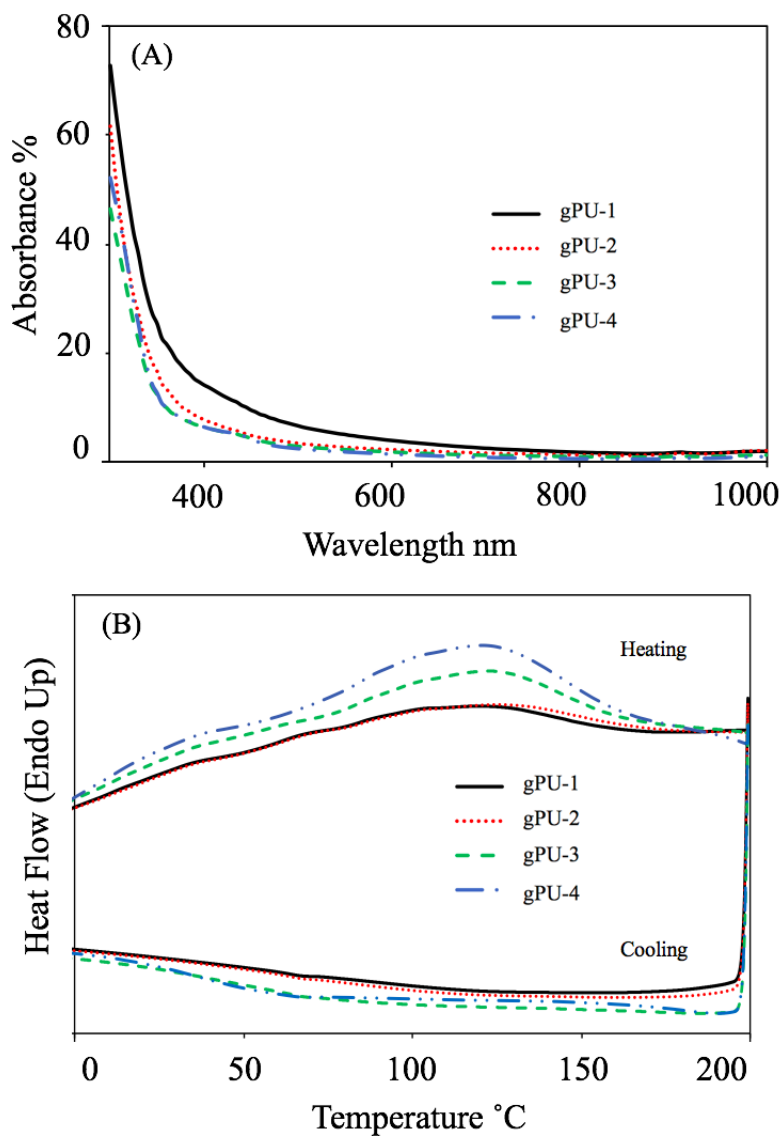 (A)
80
60
40
20
0
Absorbance %
gPU-1
gPU-2
gPU-3
gPU-4
400 600 800 1000
Wavelength nm
(B)
Heat Flow (Endo Up)
Heating
gPU-1
gPU-2
gPU-3
gPU-4
Cooling
0 50 100 150 200
Temperature ˚C